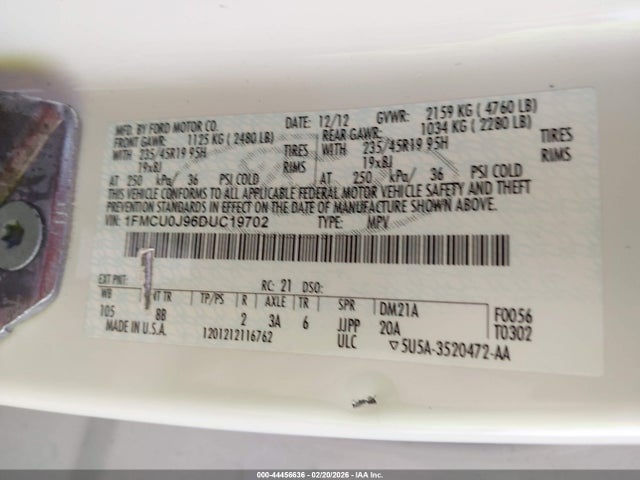 MFD. BY FORD MOTOR CO. DATE: 12/12 GVWR: 2159 KG ( 4760 LB)
FRONT GAWR: 1125 KG ( 2480 LB) REAR GAWR: 1034 KG ( 2280 LB)
WITH 235/45R19 95H TIRES WITH 235/45R19 95H TIRES
19x8J RIMS 19x8J RIMS
AT 250 kPa/ 36 PSI COLD AT 250 kPa/ 36 PSI COLD
THIS VEHICLE CONFORMS TO ALL APPLICABLE FEDERAL MOTOR VEHICLE SAFETY AND THEFT
PREVENTION STANDARDS IN EFFECT ON THE DATE OF MANUFACTURE SHOWN ABOVE.
VIN: 1FMCU0J96DUC19702 TYPE: MPV
EXT PNT: RC: 21 DSO:
WB INT TR TP/PS R AXLE TR SPR DM21A F0056
105 BB 2 3A 6 JJPP 20A T0302
MADE IN U.S.A. 1201212116762 ULC ▽5U5A-3520472-AA
000-44456636 - 02/20/2026 - IAA Inc.